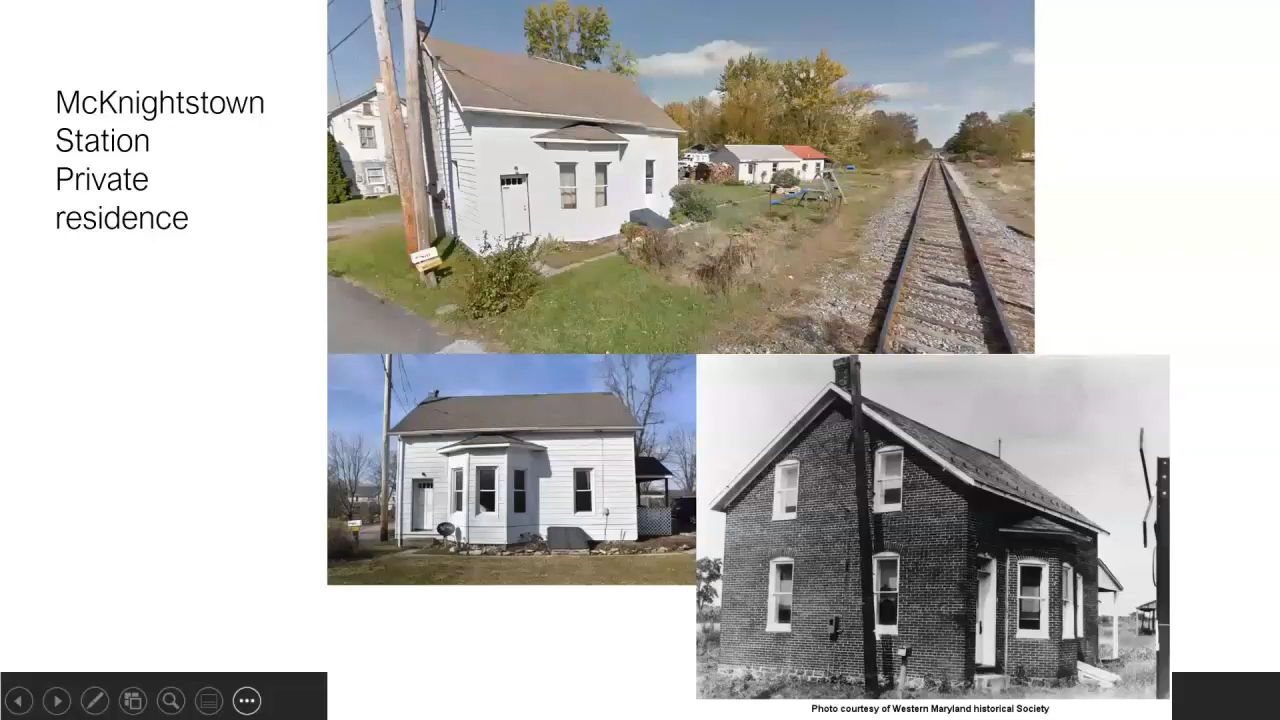 McKnightstown
Station
Private
residence
Photo courtesy of Western Maryland historical Society